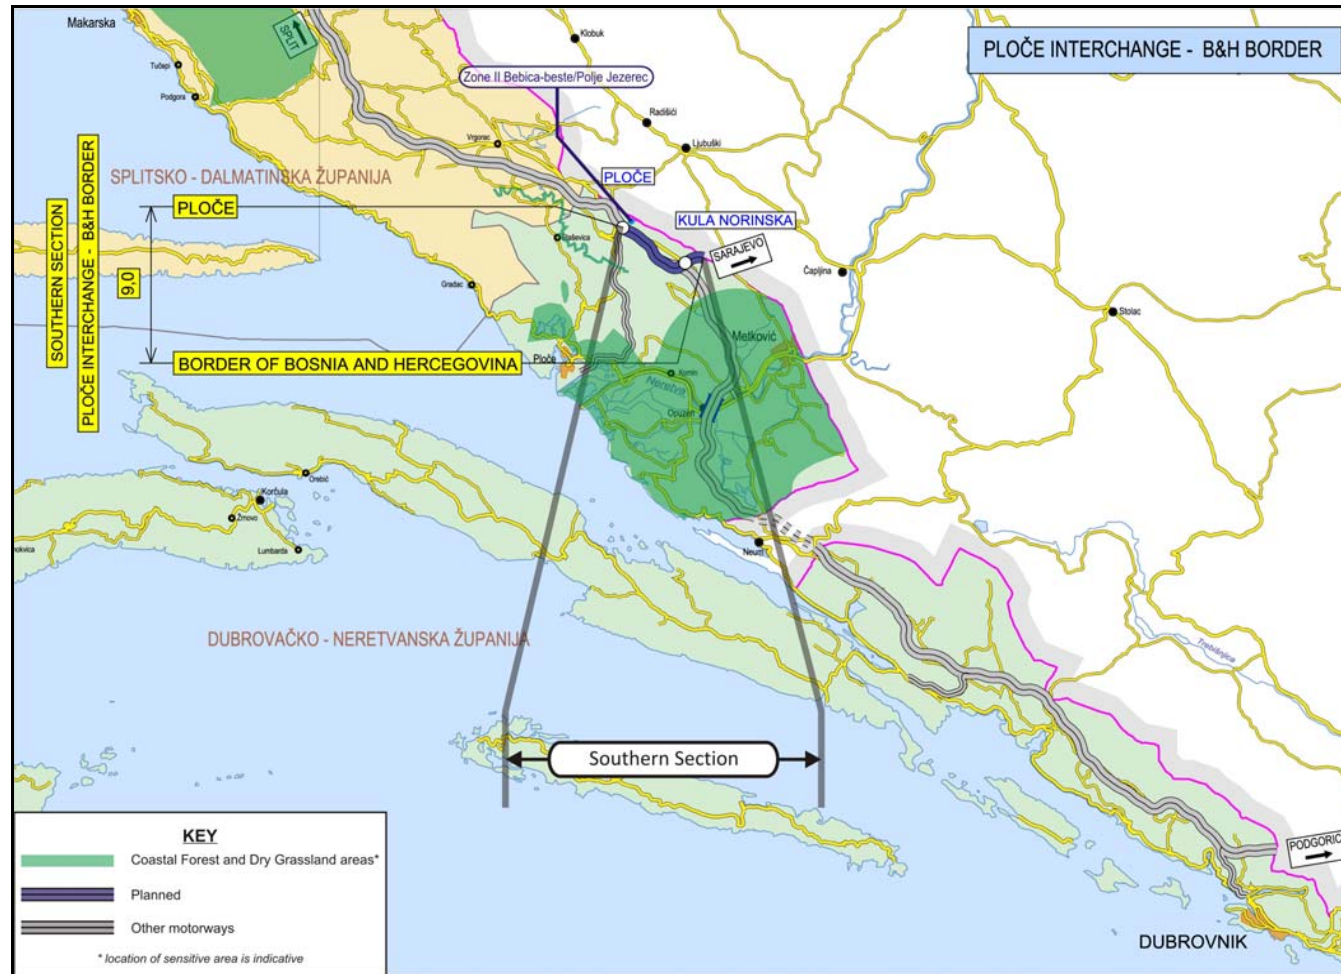 PLOČE INTERCHANGE - B&H BORDER
Makarska
SPLIT
Klobuk
Tučepi
Podgora
Zone II Bebica-beste/Polje Jezerec
Radišići
Vrgorac
Ljubuški
SPLITSKO - DALMATINSKA ŽUPANIJA
PLOČE
PLOČE
KULA NORINSKA
SARAJEVO
Čapljina
Stolac
SOUTHERN SECTION
PLOČE INTERCHANGE - B&H BORDER
9,0
Gradac
BORDER OF BOSNIA AND HERCEGOVINA
Ploče
Metković
Komin
Neretva
Opuzen
Orebić
Korčula
Žrnovo
Lumbarda
Neum
Trebišnjica
DUBROVAČKO - NERETVANSKA ŽUPANIJA
Southern Section
KEY
Coastal Forest and Dry Grassland areas*
Planned
Other motorways
* location of sensitive area is indicative
DUBROVNIK